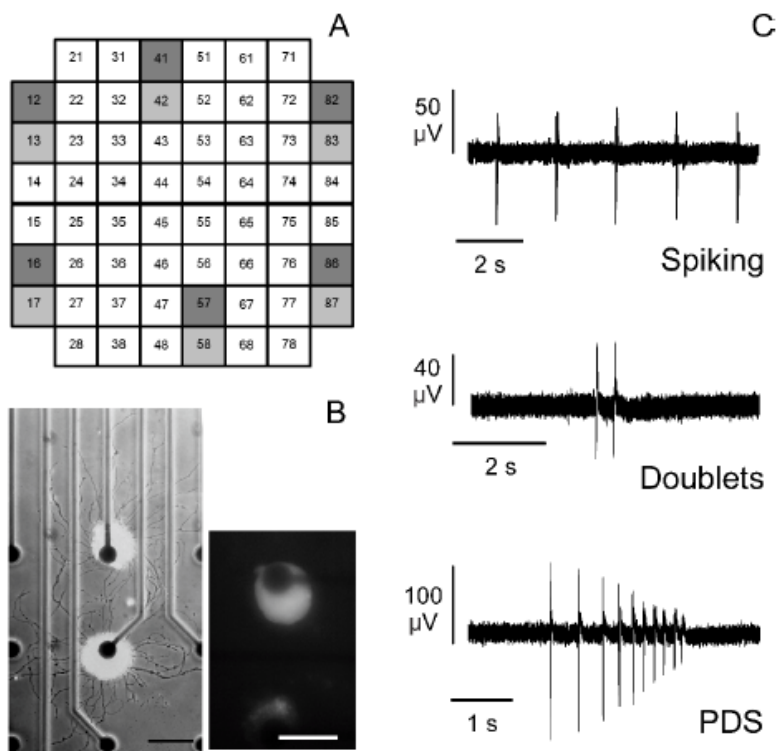 A
21 31 41 51 61 71
12 22 32 42 52 62 72 82
13 23 33 43 53 63 73 83
14 24 34 44 54 64 74 84
15 25 35 45 55 65 75 85
16 26 36 46 56 66 76 86
17 27 37 47 57 67 77 87
28 38 48 58 68 78
B
C
50
µV
2 s
Spiking
40
µV
2 s
Doublets
100
µV
1 s
PDS